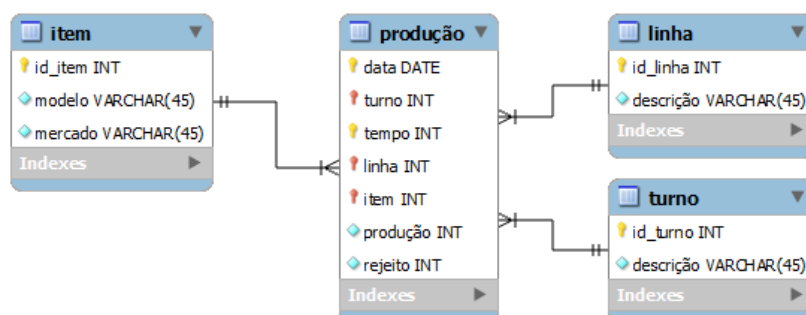 item
id_item INT
modelo VARCHAR(45)
mercado VARCHAR(45)
Indexes
produção
data DATE
turno INT
tempo INT
linha INT
item INT
produção INT
rejeito INT
Indexes
linha
id_linha INT
descrição VARCHAR(45)
Indexes
turno
id_turno INT
descrição VARCHAR(45)
Indexes